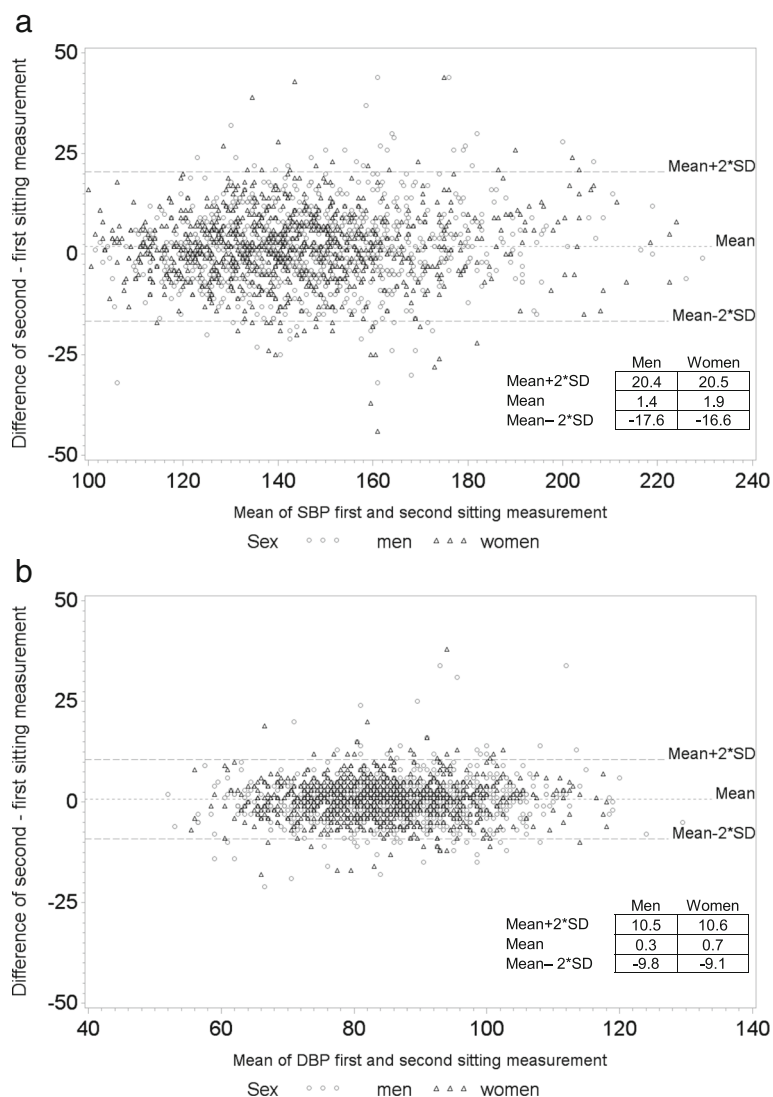 a
Difference of second - first sitting measurement
50
25
0
-25
-50
Mean+2*SD
Mean
Mean-2*SD
Men Women
Mean+2*SD 20.4 20.5
Mean 1.4 1.9
Mean– 2*SD -17.6 -16.6
100 120 140 160 180 200 220 240
Mean of SBP first and second sitting measurement
Sex men women
b
Difference of second - first sitting measurement
50
25
0
-25
-50
Mean+2*SD
Mean
Mean-2*SD
Men Women
Mean+2*SD 10.5 10.6
Mean 0.3 0.7
Mean– 2*SD -9.8 -9.1
40 60 80 100 120 140
Mean of DBP first and second sitting measurement
Sex men women